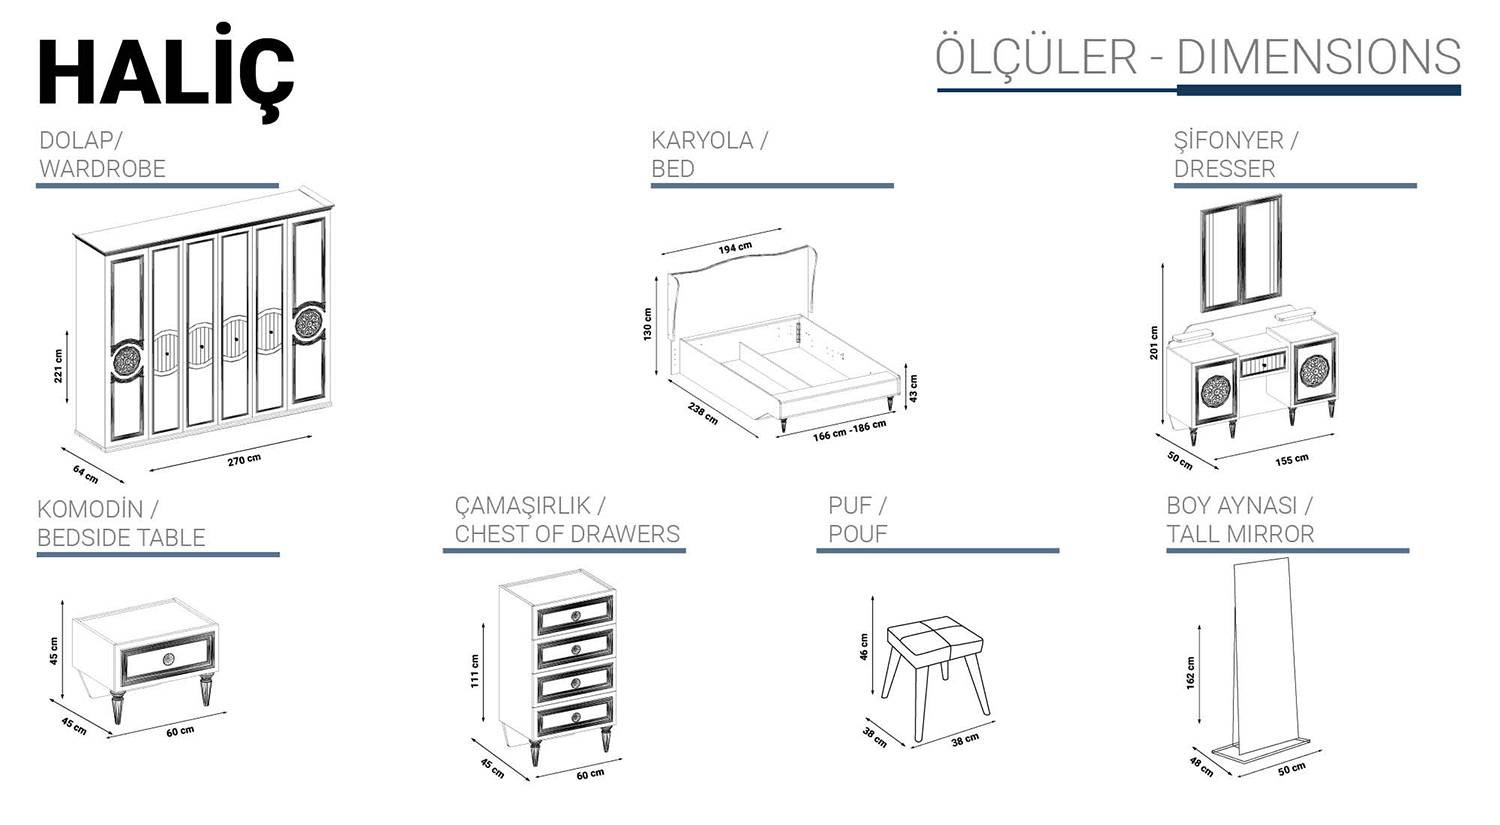 HALİÇ
ÖLÇÜLER - DIMENSIONS
DOLAP/
WARDROBE
221 cm
64 cm
270 cm
KARYOLA /
BED
194 cm
130 cm
238 cm
166 cm -186 cm
43 cm
ŞİFONYER /
DRESSER
201 cm
50 cm
155 cm
KOMODİN /
BEDSIDE TABLE
45 cm
45 cm
60 cm
ÇAMAŞIRLIK /
CHEST OF DRAWERS
111 cm
45 cm
60 cm
PUF /
POUF
46 cm
38 cm
38 cm
BOY AYNASI /
TALL MIRROR
162 cm
48 cm
50 cm